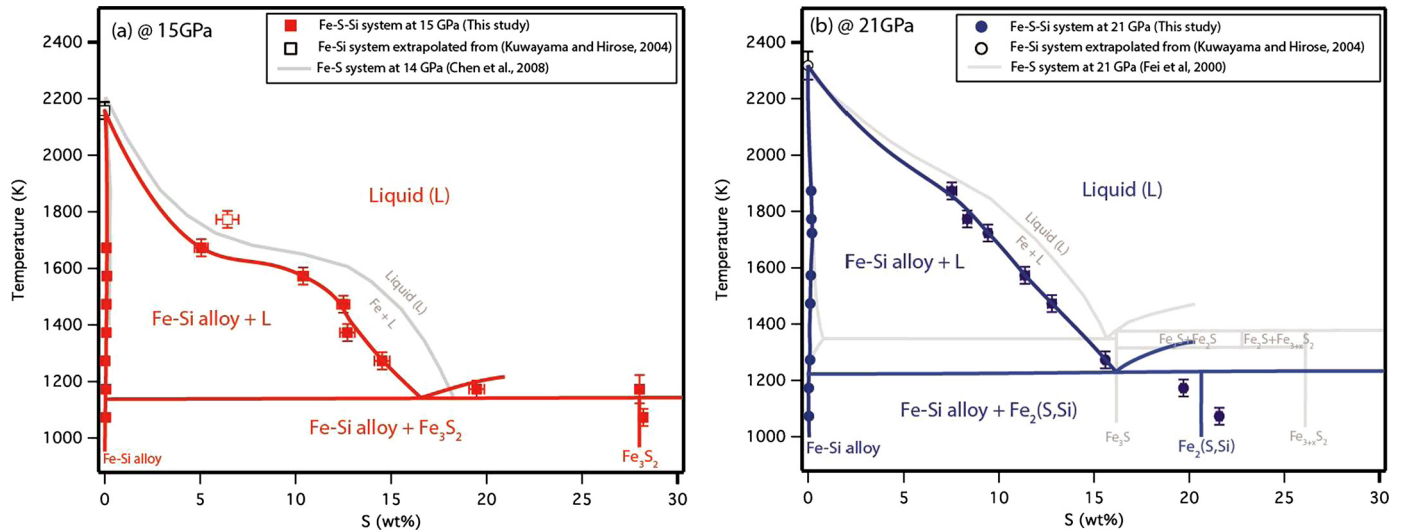 (a) @ 15GPa
Fe-S-Si system at 15 GPa (This study)
Fe-Si system extrapolated from (Kuwayama and Hirose, 2004)
Fe-S system at 14 GPa (Chen et al., 2008)
2400
2200
2000
1800
1600
1400
1200
1000
Temperature (K)
Liquid (L)
Liquid (L)
Fe + L
Fe-Si alloy + L
Fe-Si alloy + Fe3S2
Fe-Si alloy
Fe3S2
0
5
10
15
20
25
30
S (wt%)
(b) @ 21GPa
Fe-S-Si system at 21 GPa (This study)
Fe-Si system extrapolated from (Kuwayama and Hirose, 2004)
Fe-S system at 21 GPa (Fei et al, 2000)
2400
2200
2000
1800
1600
1400
1200
1000
Temperature (K)
Liquid (L)
Liquid (L)
Fe + L
Fe-Si alloy + L
Fe2S+Fe3+xS2
Fe-Si alloy + Fe2(S,Si)
Fe-Si alloy
Fe3S
Fe2(S,Si)
Fe3+xS2
0
5
10
15
20
25
30
S (wt%)